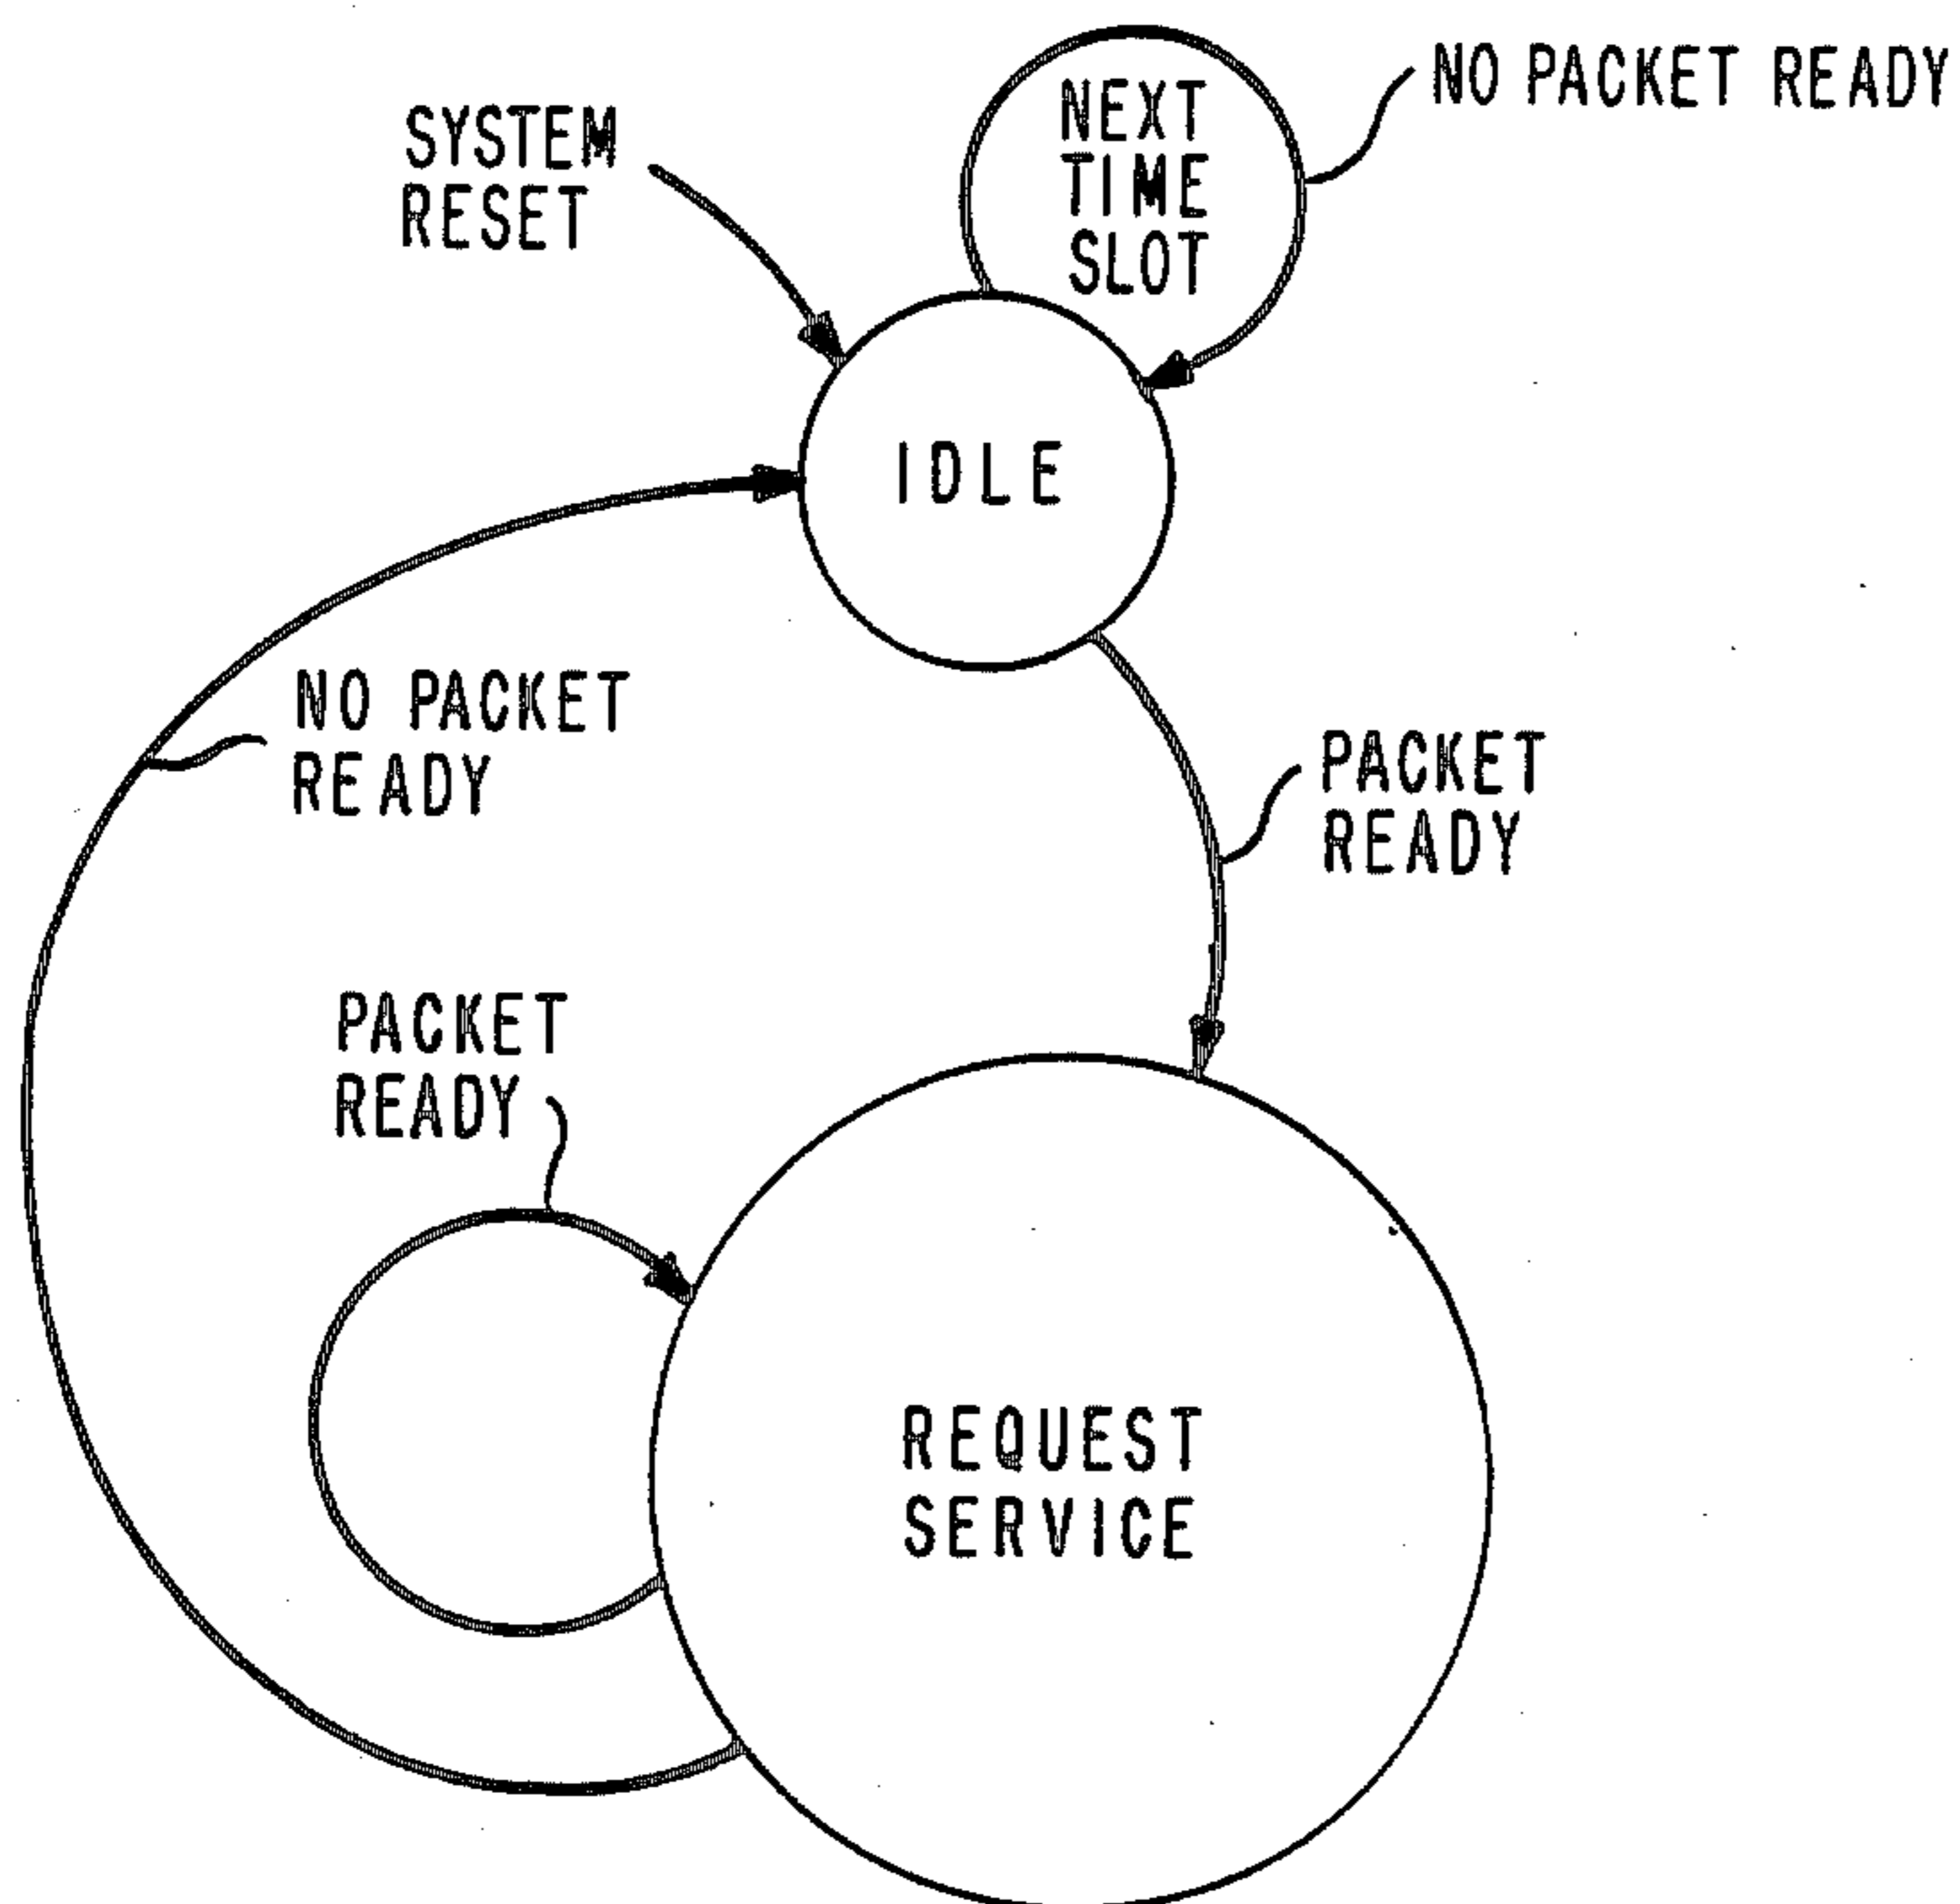 NO PACKET READY
NEXT
TIME
SLOT
SYSTEM
RESET
IDLE
NO PACKET
READY
PACKET
READY
PACKET
READY
REQUEST
SERVICE